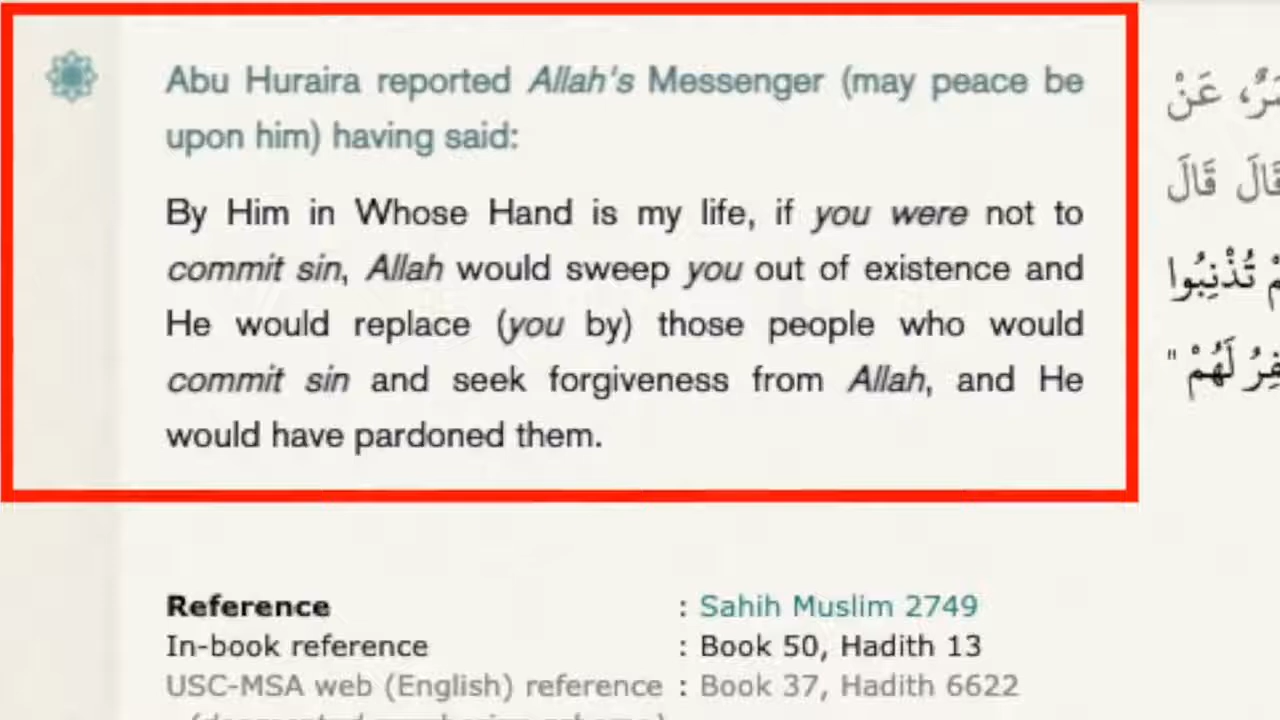 Abu Huraira reported Allah's Messenger (may peace be
upon him) having said:
By Him in Whose Hand is my life, if you were not to
commit sin, Allah would sweep you out of existence and
He would replace (you by) those people who would
commit sin and seek forgiveness from Allah, and He
would have pardoned them.
عَنْ
قَالَ قَالَ
تُذْنِبُوا
لَهُمْ "
Reference : Sahih Muslim 2749
In-book reference : Book 50, Hadith 13
USC-MSA web (English) reference : Book 37, Hadith 6622